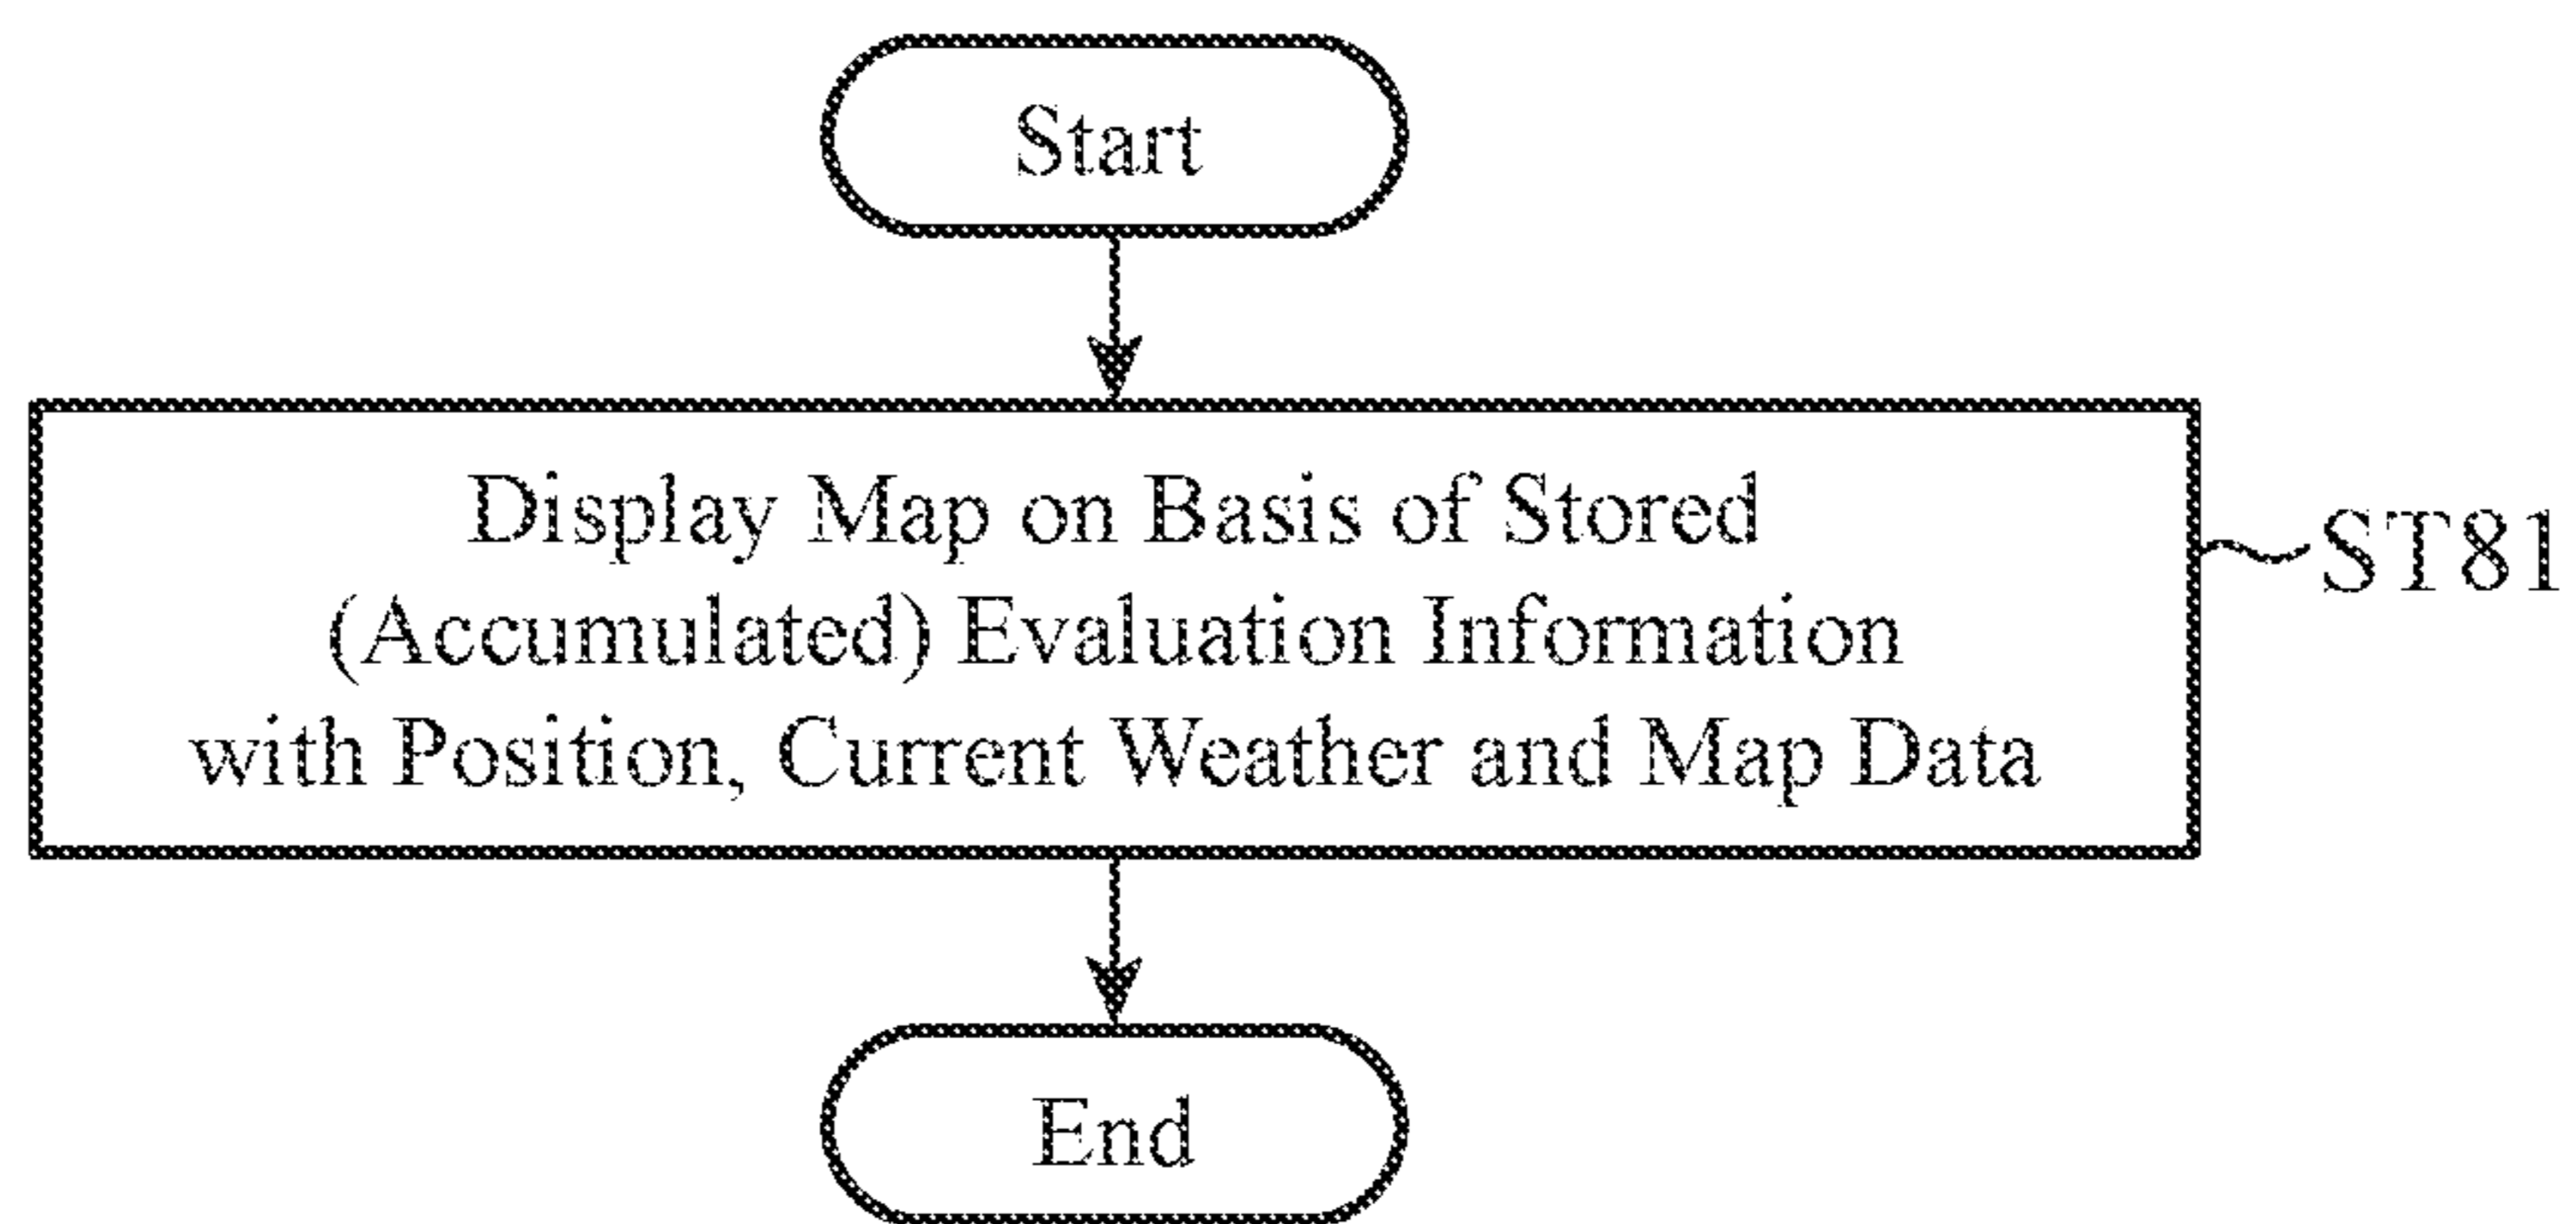 Start
Display Map on Basis of Stored
(Accumulated) Evaluation Information
with Position, Current Weather and Map Data
ST81
End